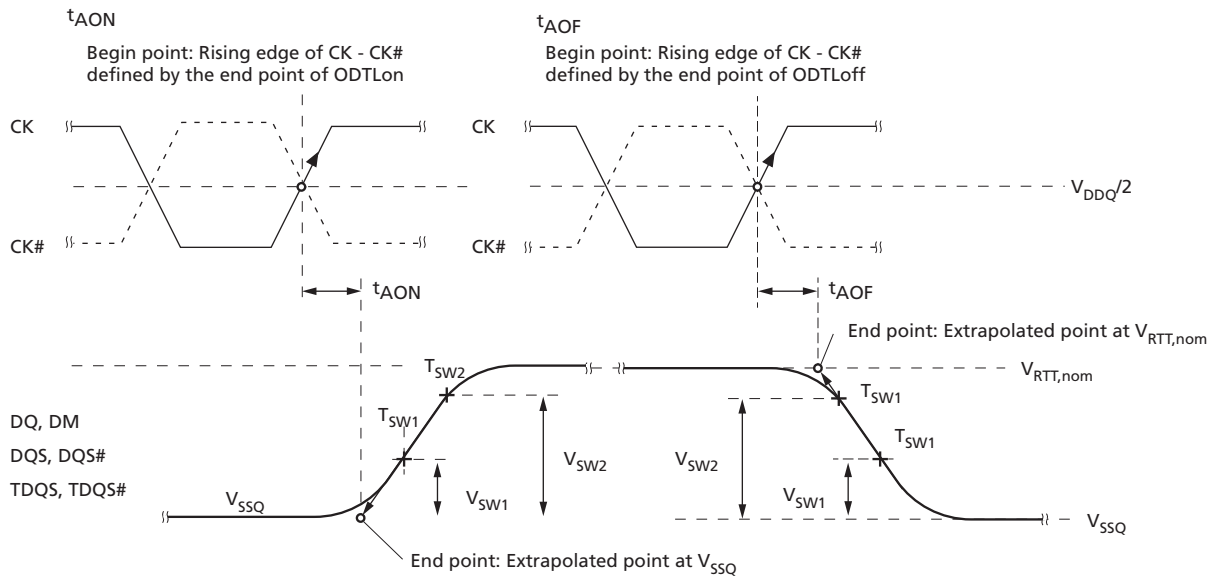 tAON
Begin point: Rising edge of CK - CK#
defined by the end point of ODTLon
tAOF
Begin point: Rising edge of CK - CK#
defined by the end point of ODTLoff
CK
CK
VDDQ/2
CK#
CK#
tAON
tAOF
End point: Extrapolated point at VRTT,nom
TSW2
VRTT,nom
TSW1
TSW1
DQ, DM
DQS, DQS#
TDQS, TDQS#
TSW1
VSW2
VSW2
VSW1
VSW1
VSSQ
VSSQ
End point: Extrapolated point at VSSQ